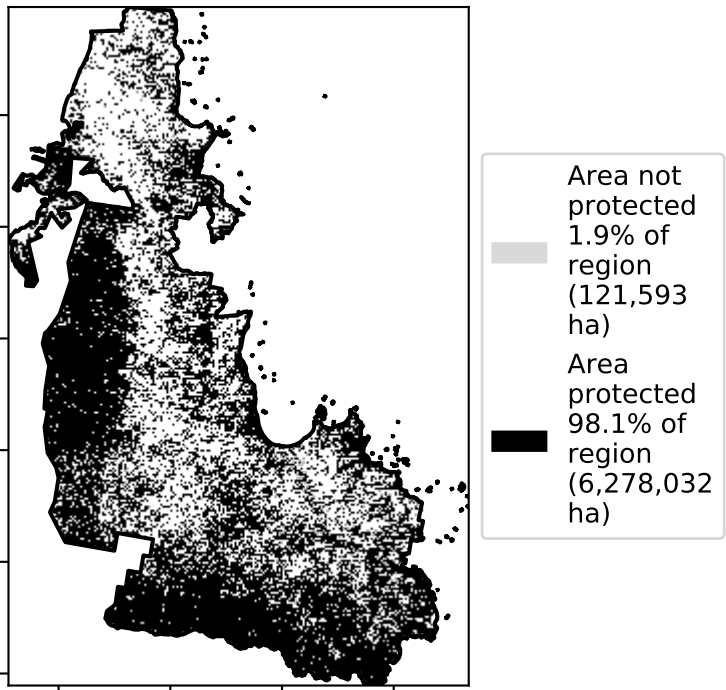 Area not
protected
1.9% of
region
(121,593
ha)
Area
protected
98.1% of
region
(6,278,032
ha)